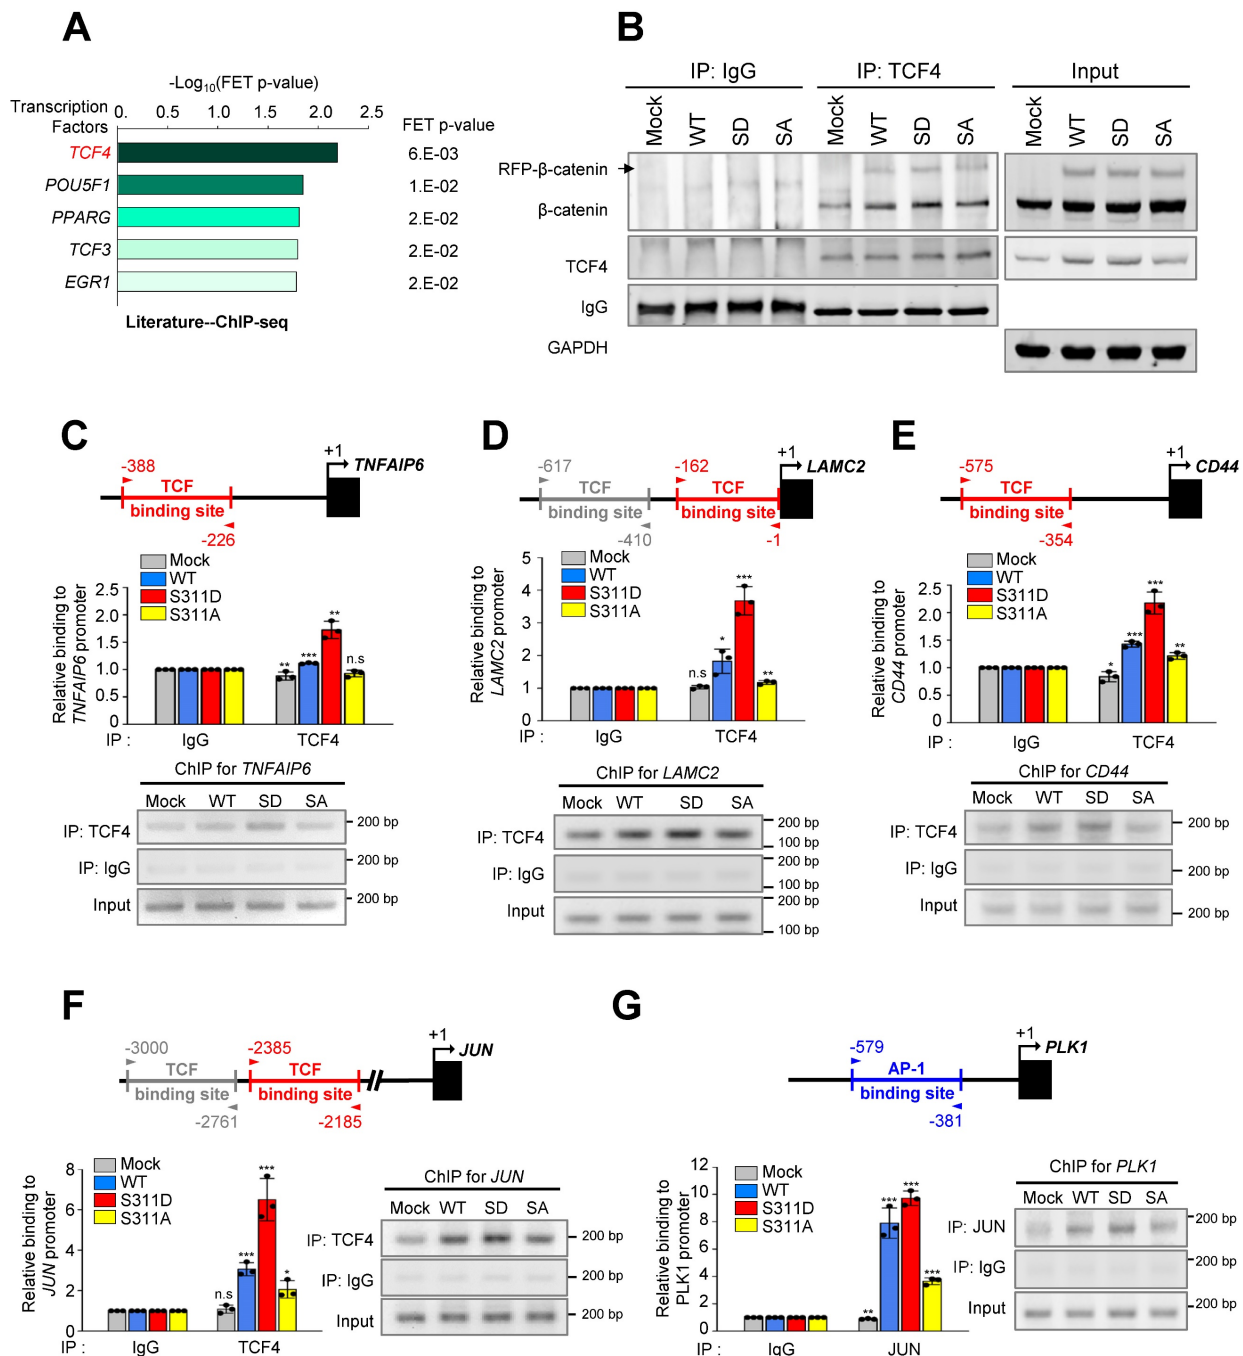 A
-Log10(FET p-value)
Transcription Factors
0. 0.5 1.0 1.5 2.0 2.5
FET p-value
TCF4 6.E-03
POU5F1 1.E-02
PPARG 2.E-02
TCF3 2.E-02
EGR1 2.E-02
Literature--ChIP-seq
B
IP: IgG IP: TCF4 Input
Mock WT SD SA Mock WT SD SA Mock WT SD SA
RFP-β-catenin
β-catenin
TCF4
IgG
GAPDH
C
+1
TNFAIP6
-388
TCF
binding site
-226
Mock
WT
S311D
S311A
Relative binding to
TNFAIP6 promoter
2.5
2.0
1.5
1.0
0.5
0
** *** ** n.s
IP : IgG TCF4
ChIP for TNFAIP6
Mock WT SD SA
IP: TCF4 200 bp
IP: IgG 200 bp
Input 200 bp
D
+1
LAMC2
-617 -162
TCF TCF
binding site binding site
-410 -1
Mock
WT
S311D
S311A
Relative binding to
LAMC2 promoter
5
4
3
2
1
0
n.s * *** **
IP : IgG TCF4
ChIP for LAMC2
Mock WT SD SA
IP: TCF4 200 bp
100 bp
IP: IgG 200 bp
100 bp
Input 200 bp
100 bp
E
+1
CD44
-575
TCF
binding site
-354
Mock
WT
S311D
S311A
Relative binding to
CD44 promoter
2.5
2.0
1.5
1.0
0.5
0
* *** *** **
IP : IgG TCF4
ChIP for CD44
Mock WT SD SA
IP: TCF4 200 bp
IP: IgG 200 bp
Input 200 bp
F
+1
JUN
-3000 -2385
TCF TCF
binding site binding site
-2761 -2185
Mock
WT
S311D
S311A
Relative binding to
JUN promoter
8
6
4
2
0
n.s *** *** *
IP : IgG TCF4
ChIP for JUN
Mock WT SD SA
IP: TCF4 200 bp
IP: IgG 200 bp
Input 200 bp
G
+1
PLK1
-579
AP-1
binding site
-381
Mock
WT
S311D
S311A
Relative binding to
PLK1 promoter
12
10
8
6
4
2
0
** *** *** ***
IP : IgG JUN
ChIP for PLK1
Mock WT SD SA
IP: JUN 200 bp
IP: IgG 200 bp
Input 200 bp